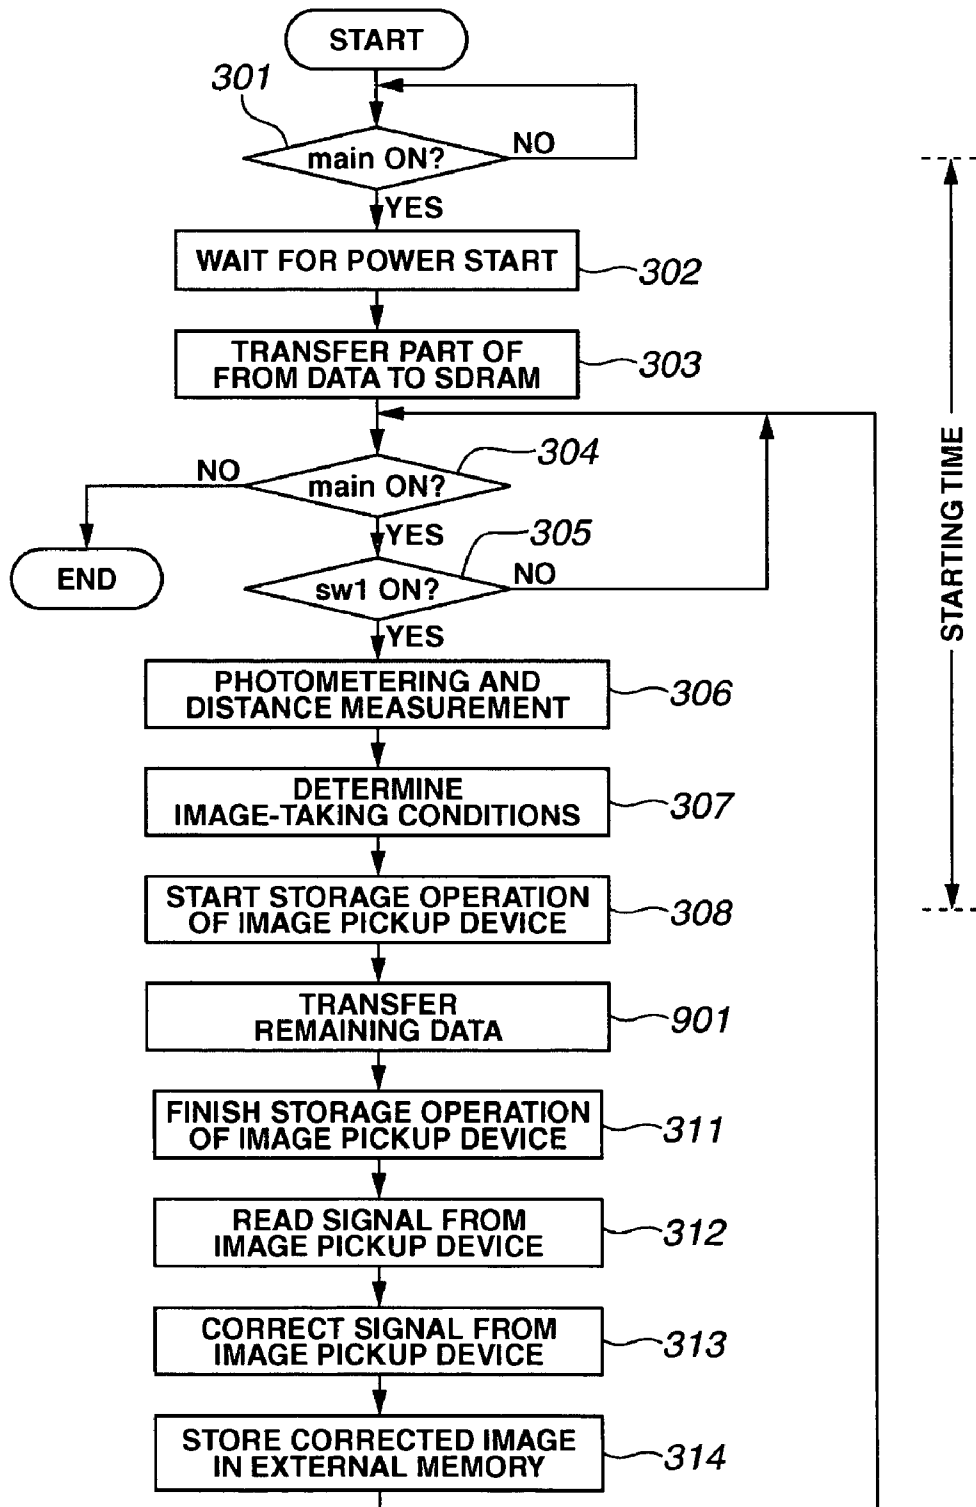 START
301
main ON?
NO
YES
WAIT FOR POWER START
302
TRANSFER PART OF
FROM DATA TO SDRAM
303
304
NO
main ON?
YES
END
305
sw1 ON?
NO
YES
PHOTOMETERING AND
DISTANCE MEASUREMENT
306
DETERMINE
IMAGE-TAKING CONDITIONS
307
START STORAGE OPERATION
OF IMAGE PICKUP DEVICE
308
TRANSFER
REMAINING DATA
901
FINISH STORAGE OPERATION
OF IMAGE PICKUP DEVICE
311
READ SIGNAL FROM
IMAGE PICKUP DEVICE
312
CORRECT SIGNAL FROM
IMAGE PICKUP DEVICE
313
STORE CORRECTED IMAGE
IN EXTERNAL MEMORY
314
STARTING TIME